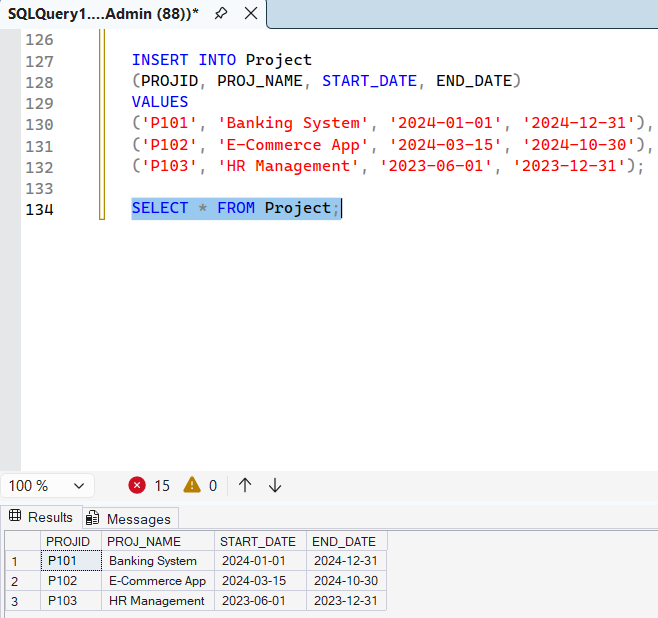 SQLQuery1....Admin (88))*
126
127 INSERT INTO Project
128 (PROJID, PROJ_NAME, START_DATE, END_DATE)
129 VALUES
130 ('P101', 'Banking System', '2024-01-01', '2024-12-31'),
131 ('P102', 'E-Commerce App', '2024-03-15', '2024-10-30'),
132 ('P103', 'HR Management', '2023-06-01', '2023-12-31');
133
134 SELECT * FROM Project;
100 % 15 0
Results Messages
PROJID PROJ_NAME START_DATE END_DATE
1 P101 Banking System 2024-01-01 2024-12-31
2 P102 E-Commerce App 2024-03-15 2024-10-30
3 P103 HR Management 2023-06-01 2023-12-31